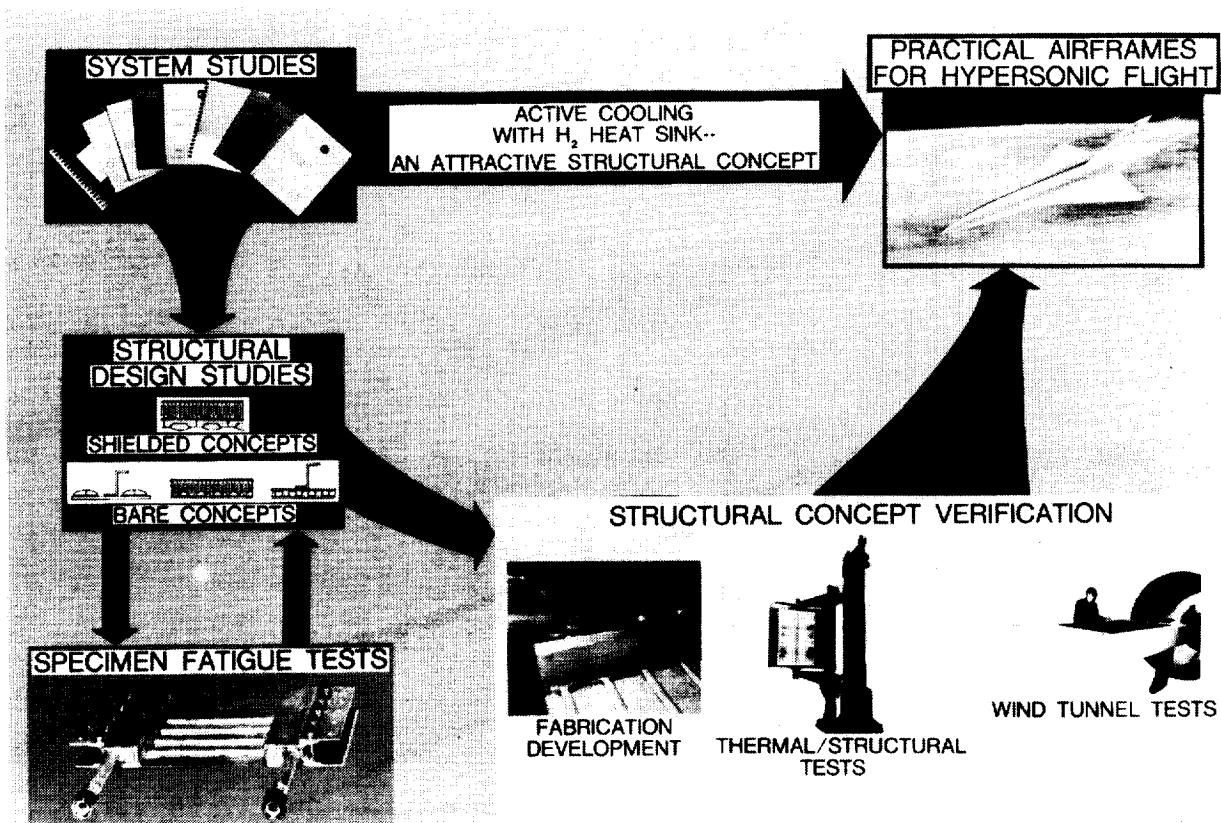 SYSTEM STUDIES
ACTIVE COOLING
WITH H₂ HEAT SINK--
AN ATTRACTIVE STRUCTURAL CONCEPT
PRACTICAL AIRFRAMES
FOR HYPERSONIC FLIGHT
STRUCTURAL
DESIGN STUDIES
SHIELDED CONCEPTS
BARE CONCEPTS
SPECIMEN FATIGUE TESTS
STRUCTURAL CONCEPT VERIFICATION
FABRICATION
DEVELOPMENT
THERMAL/STRUCTURAL
TESTS
WIND TUNNEL TESTS